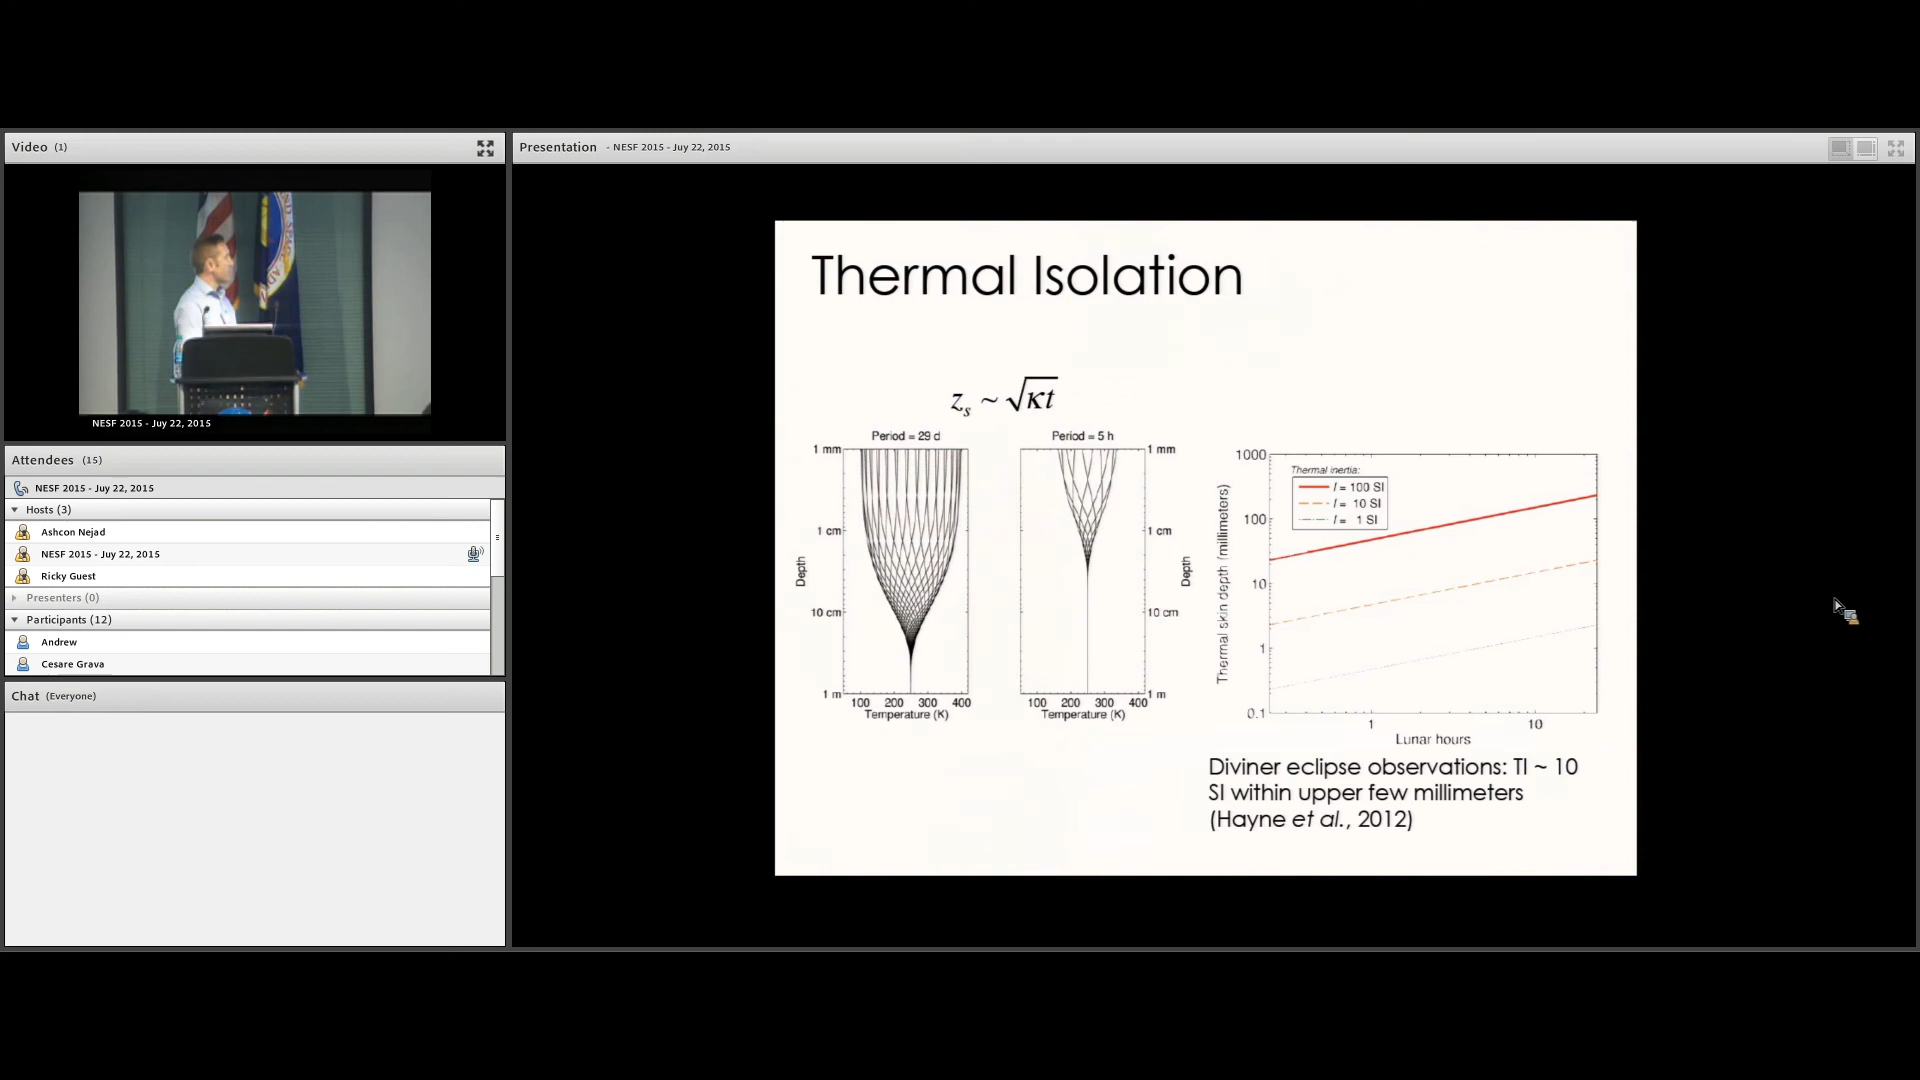 Video (1)
NESF 2015 - Juy 22, 2015
Attendees (15)
NESF 2015 - Juy 22, 2015
Hosts (3)
Ashcon Nejad
NESF 2015 - Juy 22, 2015
Ricky Guest
Presenters (0)
Participants (12)
Andrew
Cesare Grava
Chat (Everyone)
Presentation - NESF 2015 - Juy 22, 2015
Thermal Isolation
z_s ~ √κt
Period = 29 d
1 mm
1 cm
10 cm
1 m
Depth
100 200 300 400
Temperature (K)
Period = 5 h
1 mm
1 cm
10 cm
1 m
Depth
100 200 300 400
Temperature (K)
Thermal skin depth (millimeters)
1000
100
10
1
0.1
Thermal inertia:
I = 100 SI
I = 10 SI
I = 1 SI
1 10
Lunar hours
Diviner eclipse observations: TI ~ 10
SI within upper few millimeters
(Hayne et al., 2012)